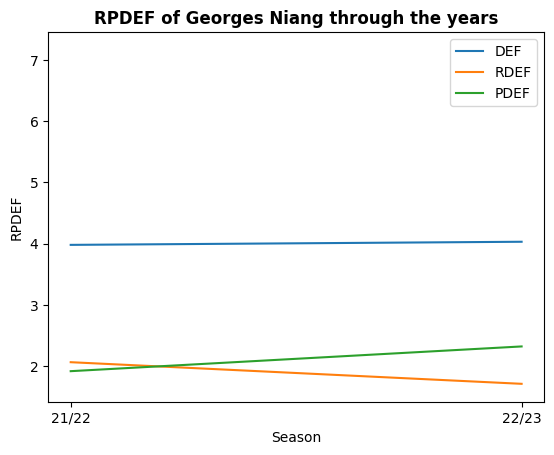 RPDEF of Georges Niang through the years
DEF
RDEF
PDEF
7
6
5
4
3
2
RPDEF
21/22
22/23
Season